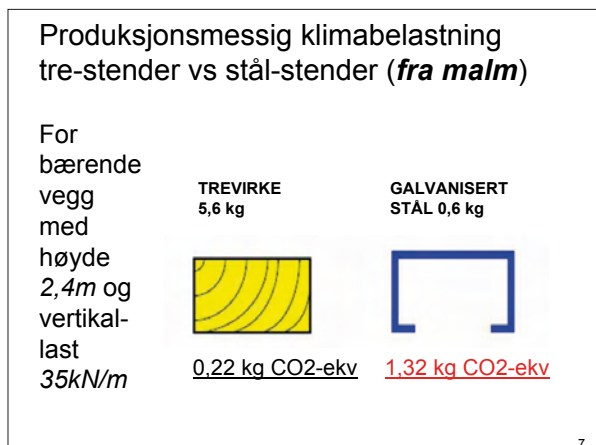 Produksjonsmessig klimabelastning
tre-stender vs stål-stender (fra malm)
For
bærende
vegg
med
høyde
2,4m og
vertikal-
last
35kN/m
TREVIRKE
5,6 kg
0,22 kg CO2-ekv
GALVANISERT
STÅL 0,6 kg
1,32 kg CO2-ekv
7